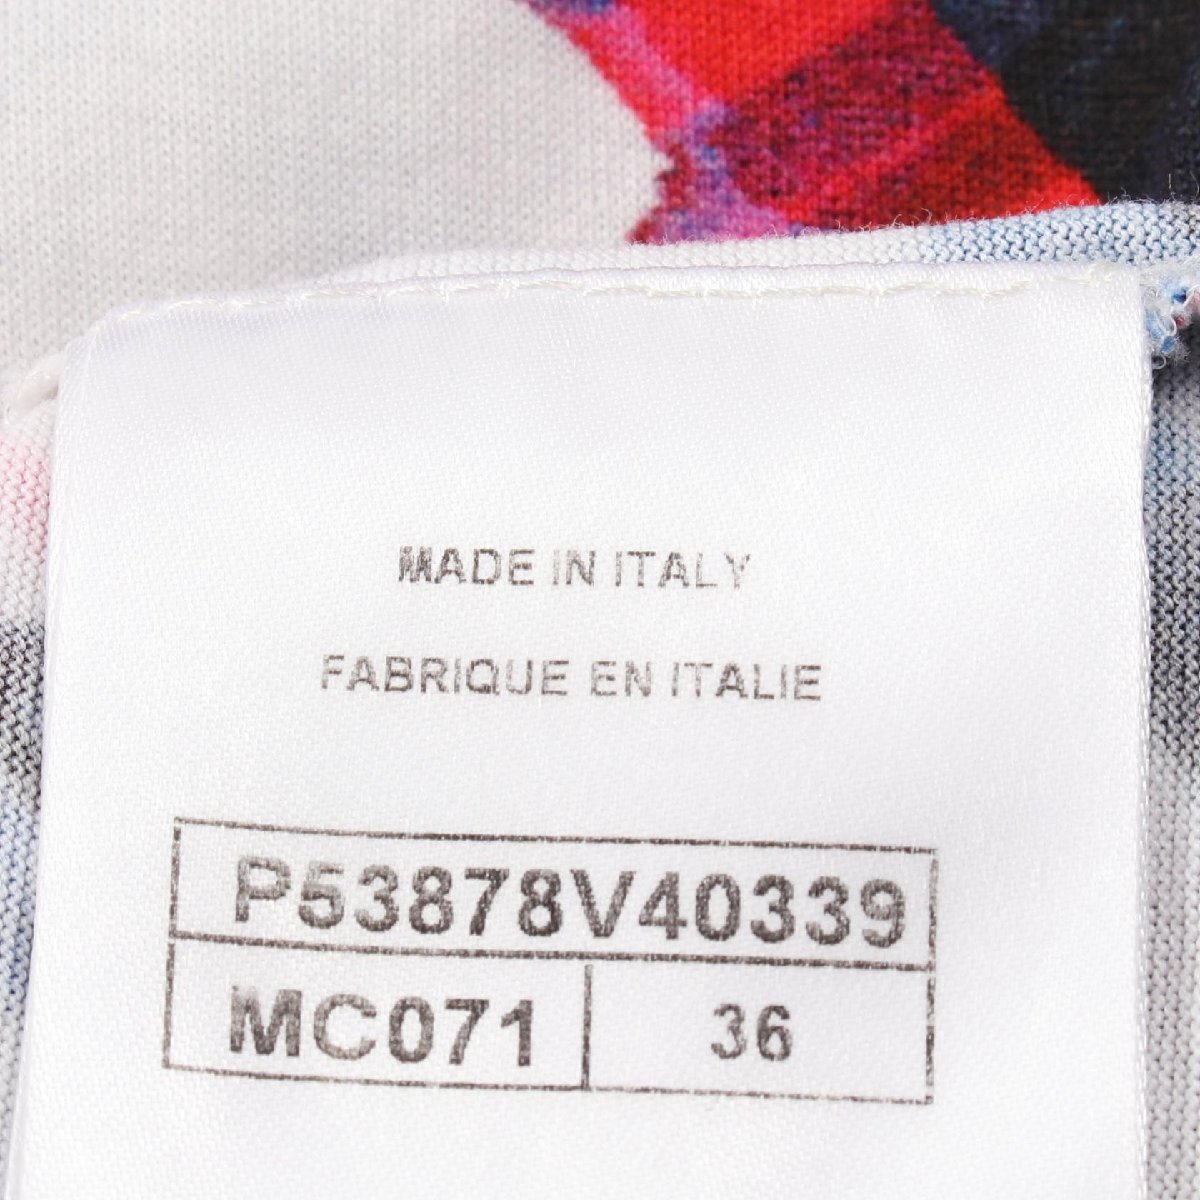 MADE IN ITALY
FABRIQUE EN ITALIE
P53878V40339
MC071 36